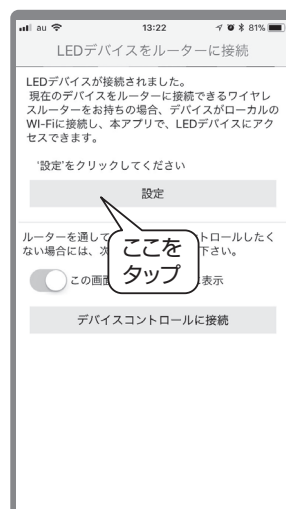 au 13:22 81%
LEDデバイスをルーターに接続
LEDデバイスが接続されました。
現在のデバイスをルーターに接続できるワイヤレ
スルーターをお持ちの場合、デバイスがローカルの
WI-Fiに接続し、本アプリで、LEDデバイスにアク
セスできます。
'設定'をクリックしてください
設定
ルーターを通して トロールしたく
ない場合には、次 下さい。
ここを
タップ
この画面 表示
デバイスコントロールに接続